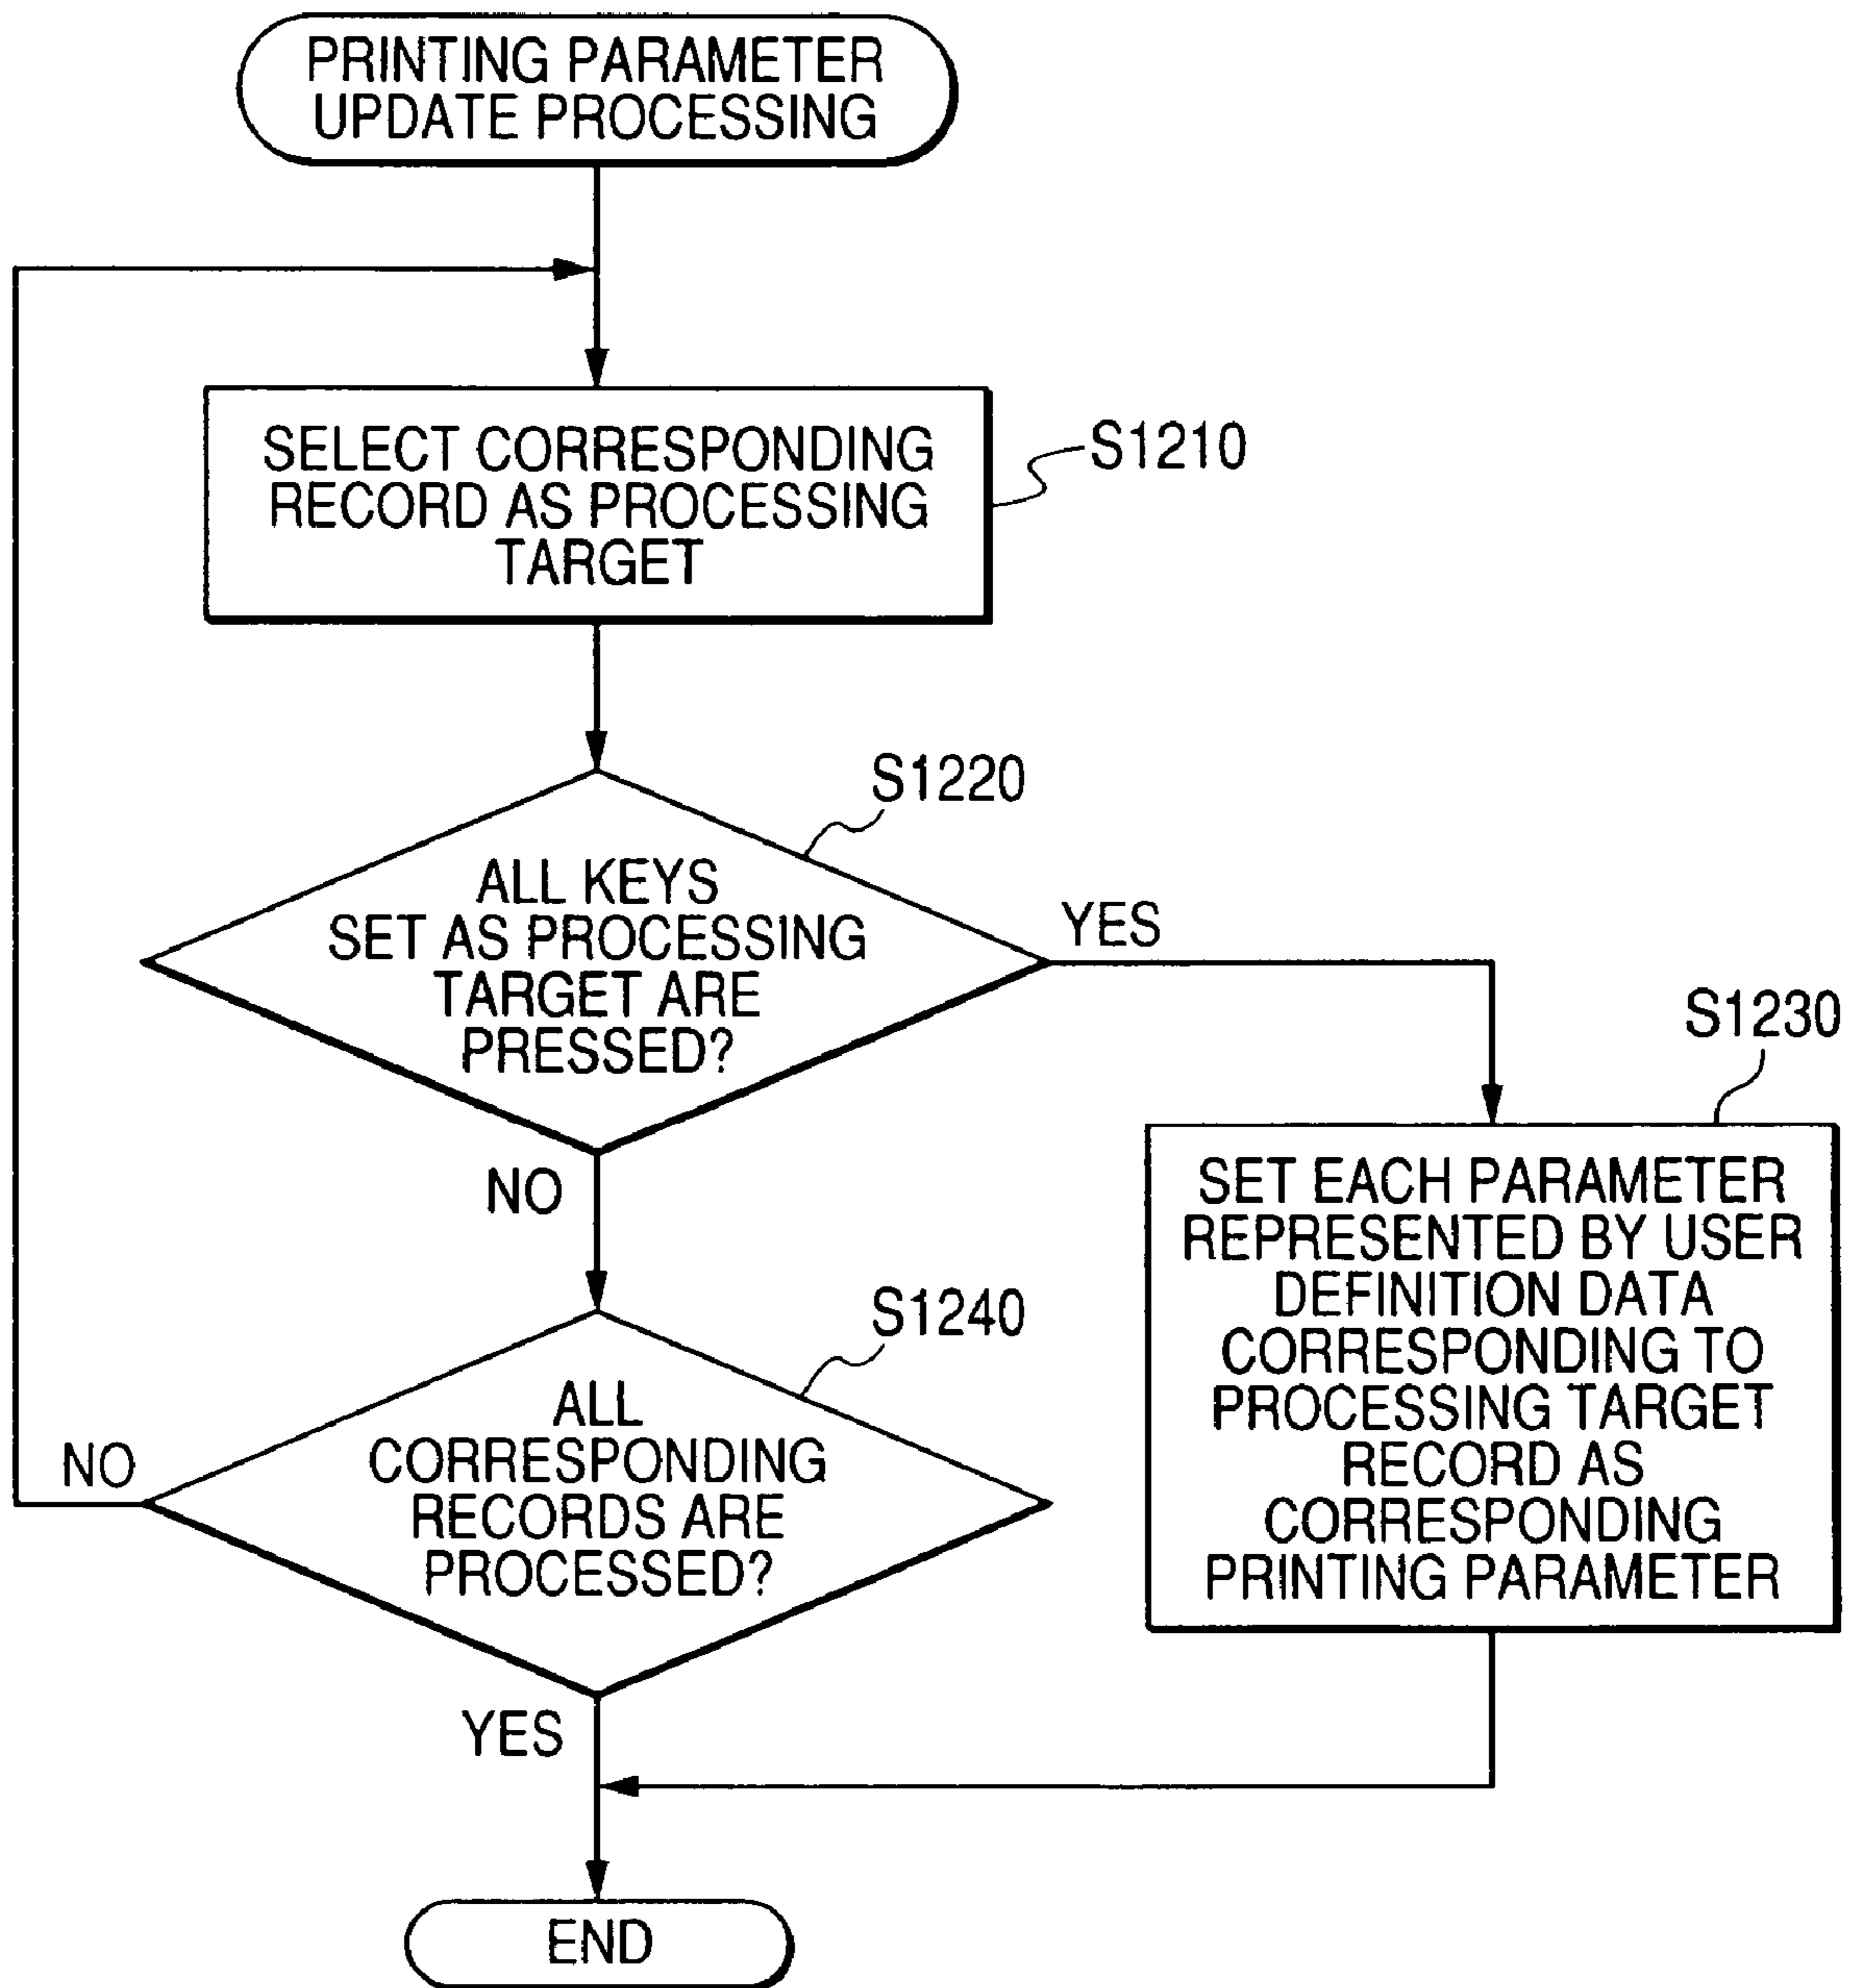 PRINTING PARAMETER
UPDATE PROCESSING
SELECT CORRESPONDING
RECORD AS PROCESSING
TARGET
S1210
S1220
ALL KEYS
SET AS PROCESSING
TARGET ARE
PRESSED?
YES
NO
S1230
SET EACH PARAMETER
REPRESENTED BY USER
DEFINITION DATA
CORRESPONDING TO
PROCESSING TARGET
RECORD AS
CORRESPONDING
PRINTING PARAMETER
S1240
ALL
CORRESPONDING
RECORDS ARE
PROCESSED?
NO
YES
END